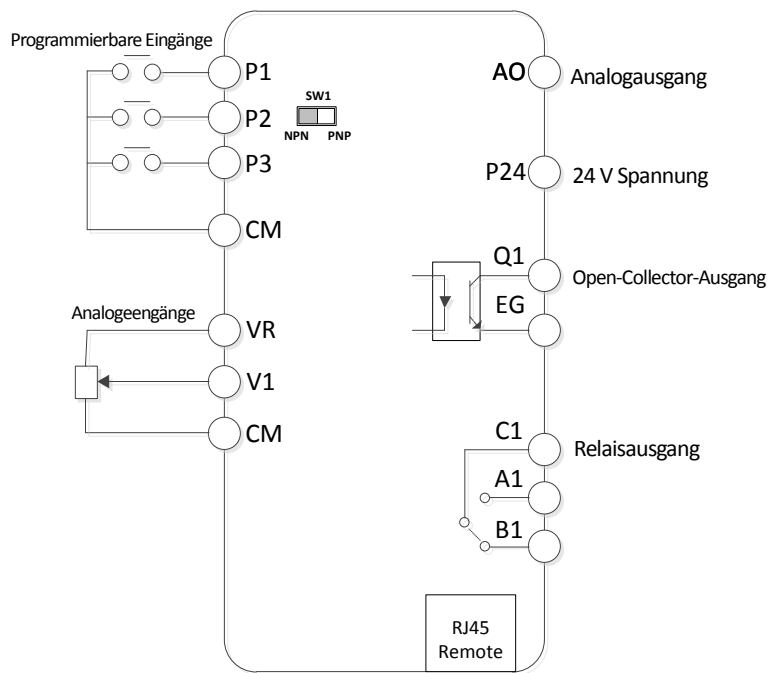 Programmierbare Eingänge
P1
SW1
P2
NPN PNP
P3
CM
Analogeengänge
VR
V1
CM
AO Analogausgang
P24 24 V Spannung
Q1
Open-Collector-Ausgang
EG
C1
Relaisausgang
A1
B1
RJ45
Remote